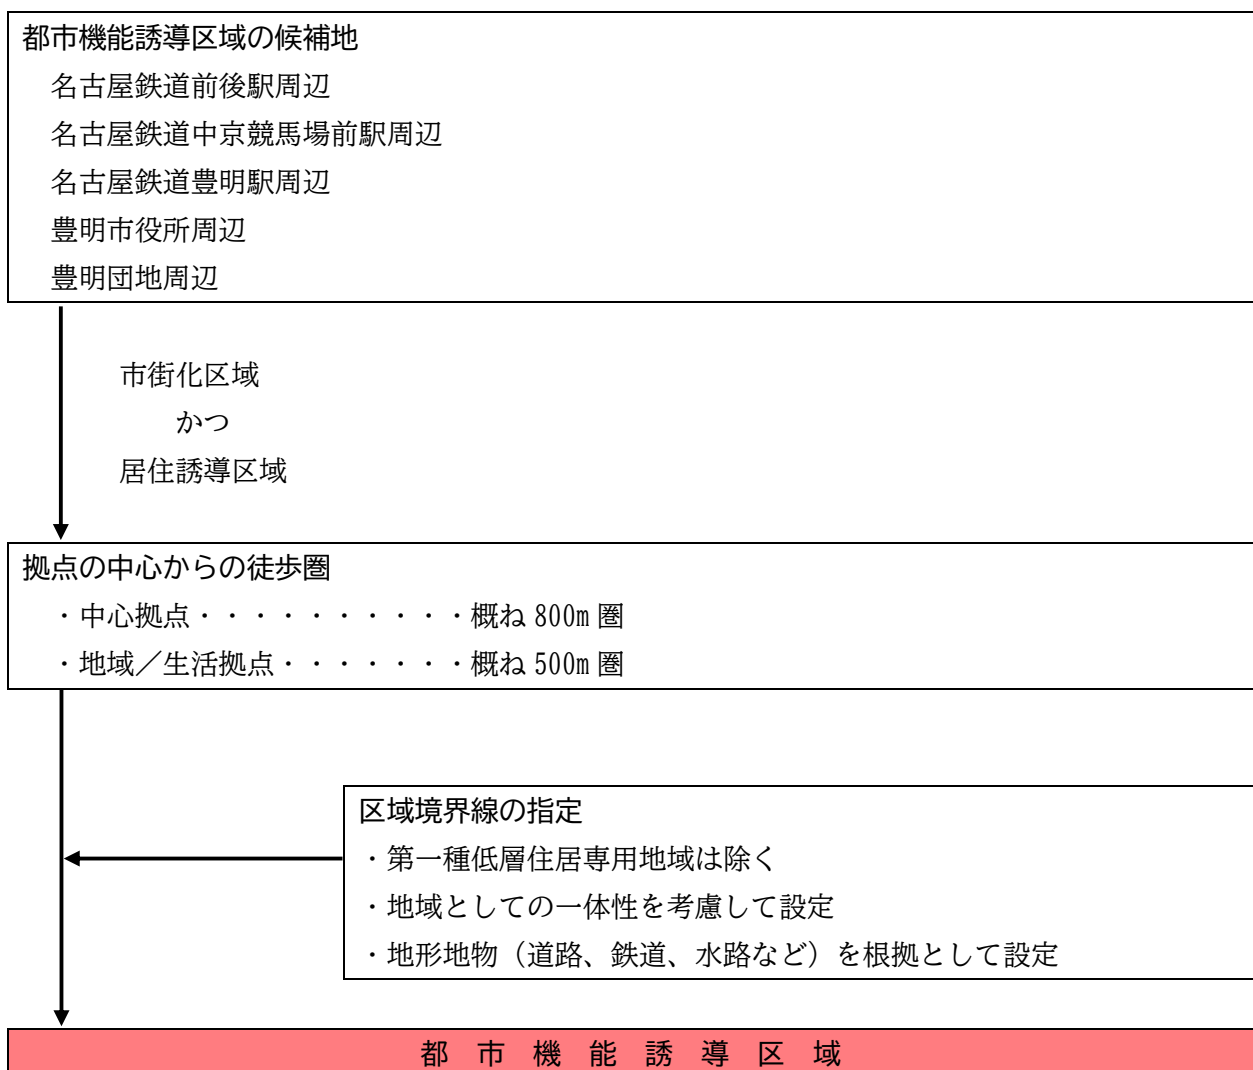 都市機能誘導区域の候補地
名古屋鉄道前後駅周辺
名古屋鉄道中京競馬場前駅周辺
名古屋鉄道豊明駅周辺
豊明市役所周辺
豊明団地周辺
市街化区域
かつ
居住誘導区域
拠点の中心からの徒歩圏
・中心拠点・・・・・・・・・・概ね 800m 圏
・地域／生活拠点・・・・・・・概ね 500m 圏
区域境界線の指定
・第一種低層住居専用地域は除く
・地域としての一体性を考慮して設定
・地形地物（道路、鉄道、水路など）を根拠として設定
都 市 機 能 誘 導 区 域